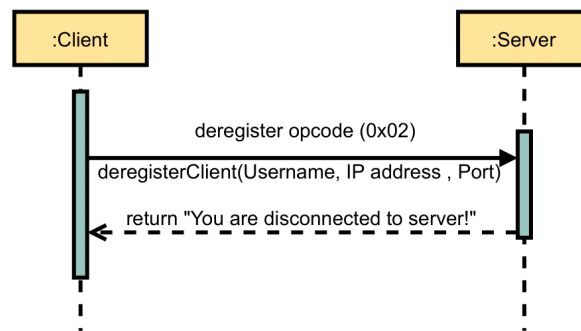 :Client
:Server
deregister opcode (0x02)
deregisterClient(Username, IP address , Port)
return "You are disconnected to server!"